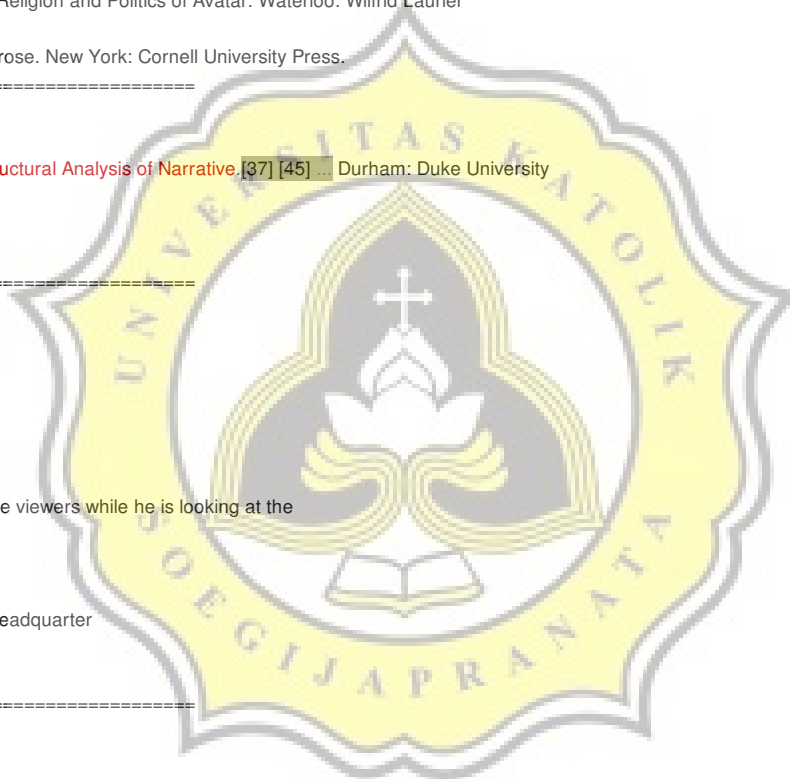 Religion and Politics of Avatar. Waterloo: Wilfrid Laurier
rose. New York: Cornell University Press.
===================
uctural Analysis of Narrative.[37] [45] ... Durham: Duke University
===================
e viewers while he is looking at the
eadquarter
===================
UNIVERSITAS KATOLIK
SOEGIJAPRANATA